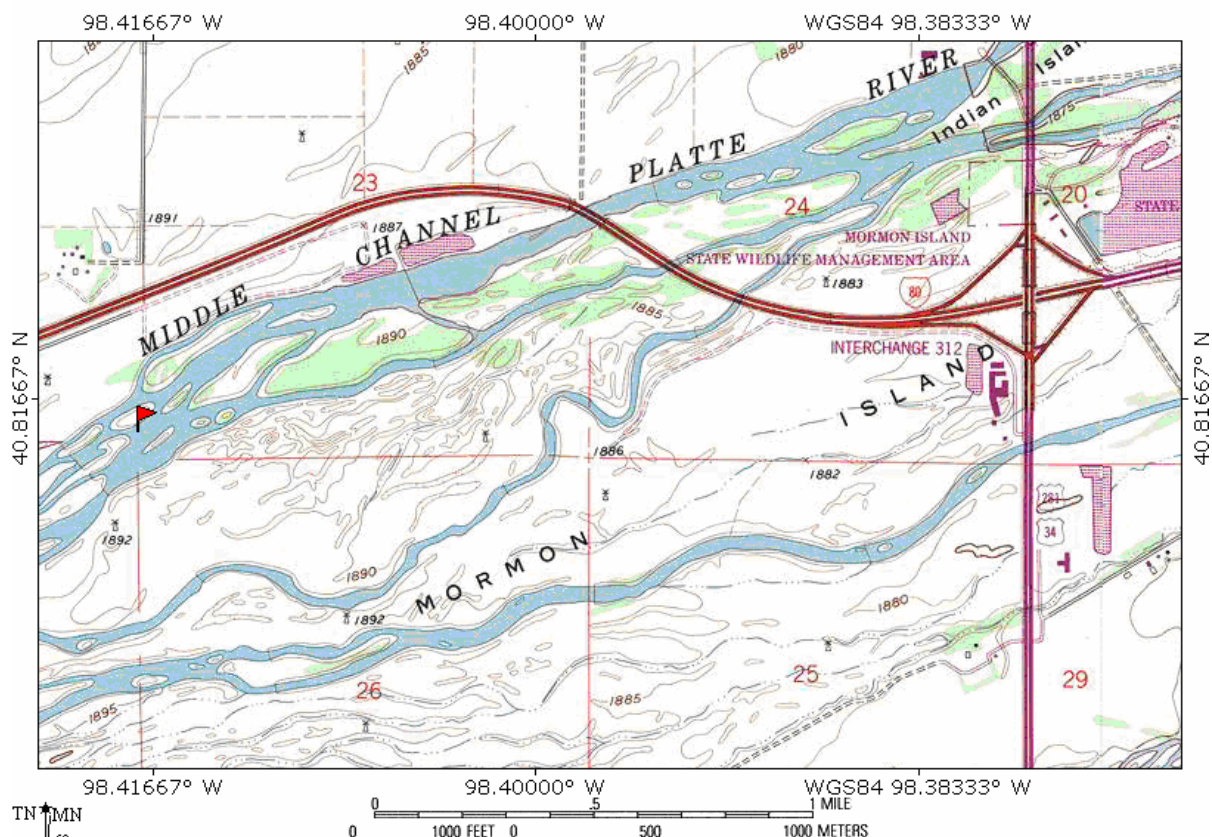 98.41667° W 98.40000° W WGS84 98.38333° W
1885
1880
RIVER
Island
Indian
1875
PLATTE
23
24
20
STATE
1891
1887
CHANNEL
MORMON ISLAND
STATE WILDLIFE MANAGEMENT AREA
1883
80
MIDDLE
1890
1885
INTERCHANGE 312
40.81667° N
40.81667° N
ISLAND
1886
1882
281
34
1892
1890
MORMON
1892
1880
26
25
29
1895
1885
98.41667° W 98.40000° W WGS84 98.38333° W
TN MN
0 .5 1 MILE
0 1000 FEET 0 500 1000 METERS